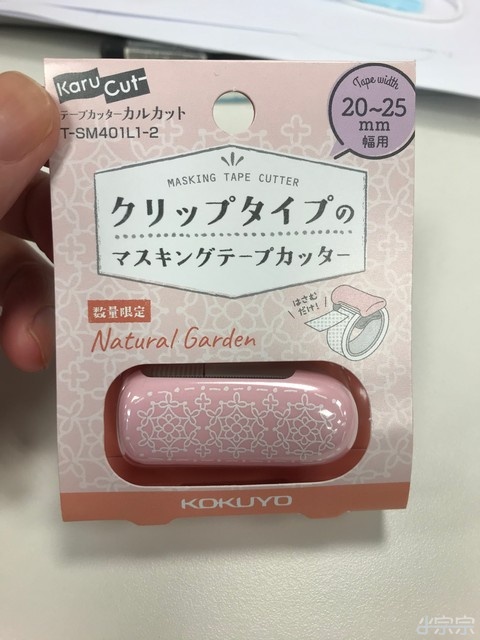 Karu Cut
テープカッターカルカット
T-SM401L1-2
Tape width
20~25
mm
幅用
MASKING TAPE CUTTER
クリップタイプの
マスキングテープカッター
はさむ
だけ!
数量限定
Natural Garden
KOKUYO